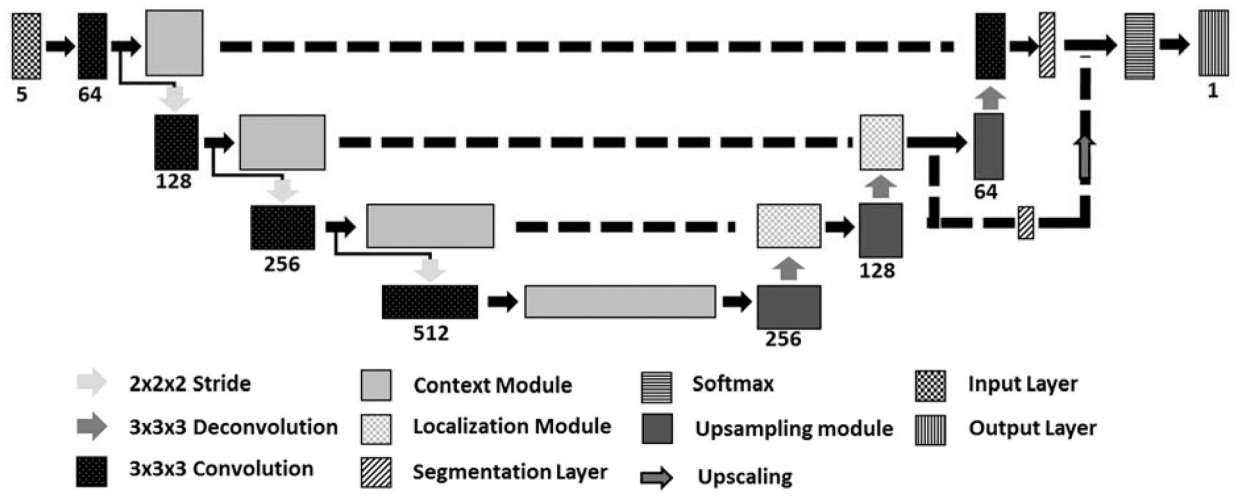 5
64
1
128
64
256
128
512
256
2x2x2 Stride
Context Module
Softmax
Input Layer
3x3x3 Deconvolution
Localization Module
Upsampling module
Output Layer
3x3x3 Convolution
Segmentation Layer
Upscaling